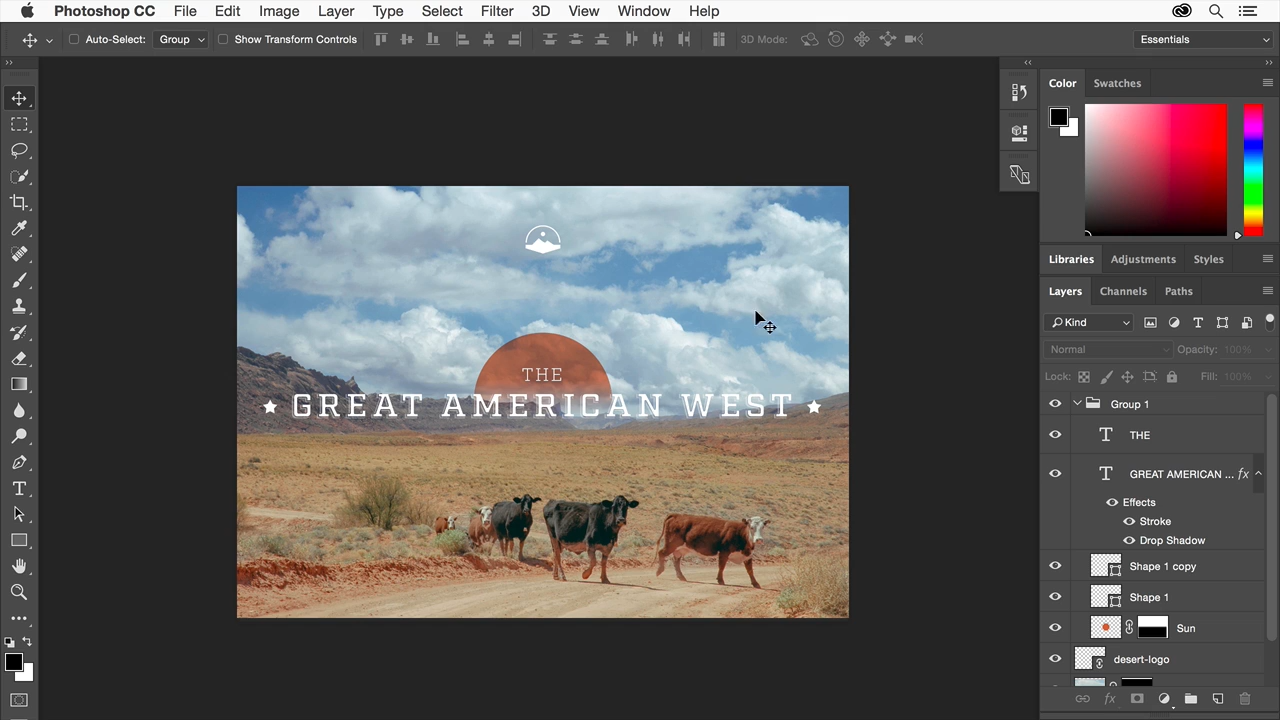 Photoshop CC File Edit Image Layer Type Select Filter 3D View Window Help
Auto-Select: Group Show Transform Controls 3D Mode: Essentials
Color Swatches
Libraries Adjustments Styles
Layers Channels Paths
Kind
Normal Opacity: 100%
Lock: Fill: 100%
Group 1
THE
GREAT AMERICAN ... fx
Effects
Stroke
Drop Shadow
Shape 1 copy
Shape 1
Sun
desert-logo
fx
THE
GREAT AMERICAN WEST